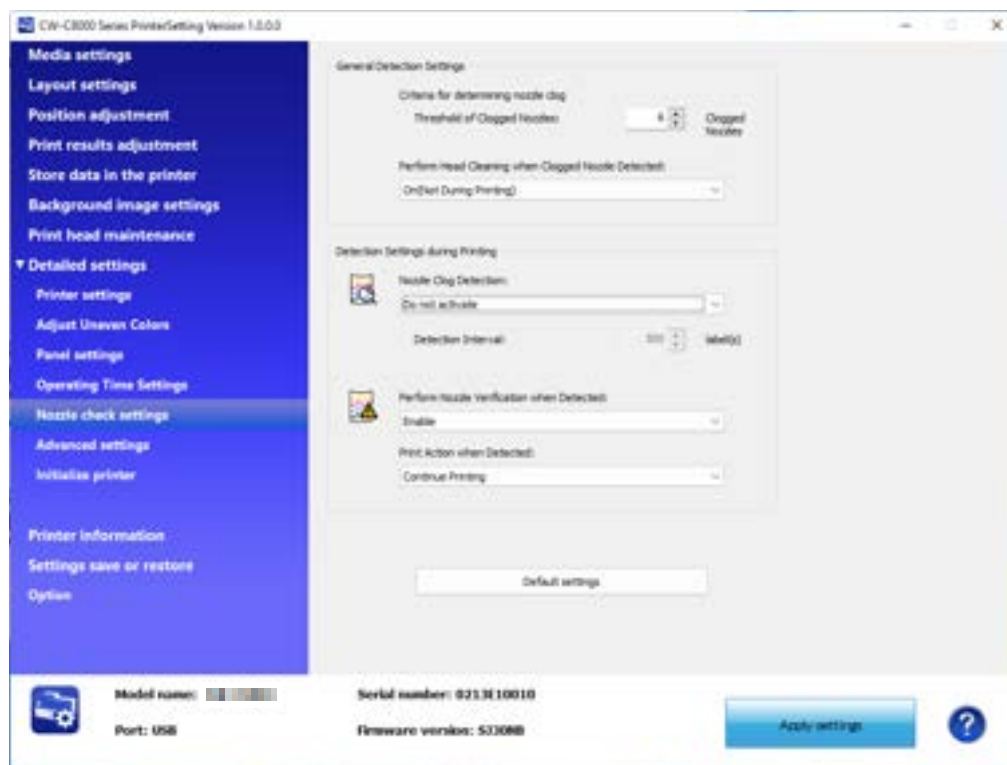 CW-C8000 Series PrinterSetting Version 1.0.0.0
Media settings
Layout settings
Position adjustment
Print results adjustment
Store data in the printer
Background image settings
Print head maintenance
Detailed settings
Printer settings
Adjust Uneven Colors
Panel settings
Operating Time Settings
Nozzle check settings
Advanced settings
Initialize printer
Printer information
Settings save or restore
Option
General Detection Settings
Criteria for determining nozzle clog
Threshold of Clogged Nozzles:
Clogged
Nozzles
Perform Head Cleaning when Clogged Nozzle Detected:
On(Not During Printing)
Detection Settings during Printing
Nozzle Clog Detection:
Do not activate
Detection Interval:
label(s)
Perform Nozzle Verification when Detected:
Enable
Print Action when Detected:
Continue Printing
Default settings
Model name:
Serial number: 0213E10010
Port: USB
Firmware version: SJ30NB
Apply settings
?